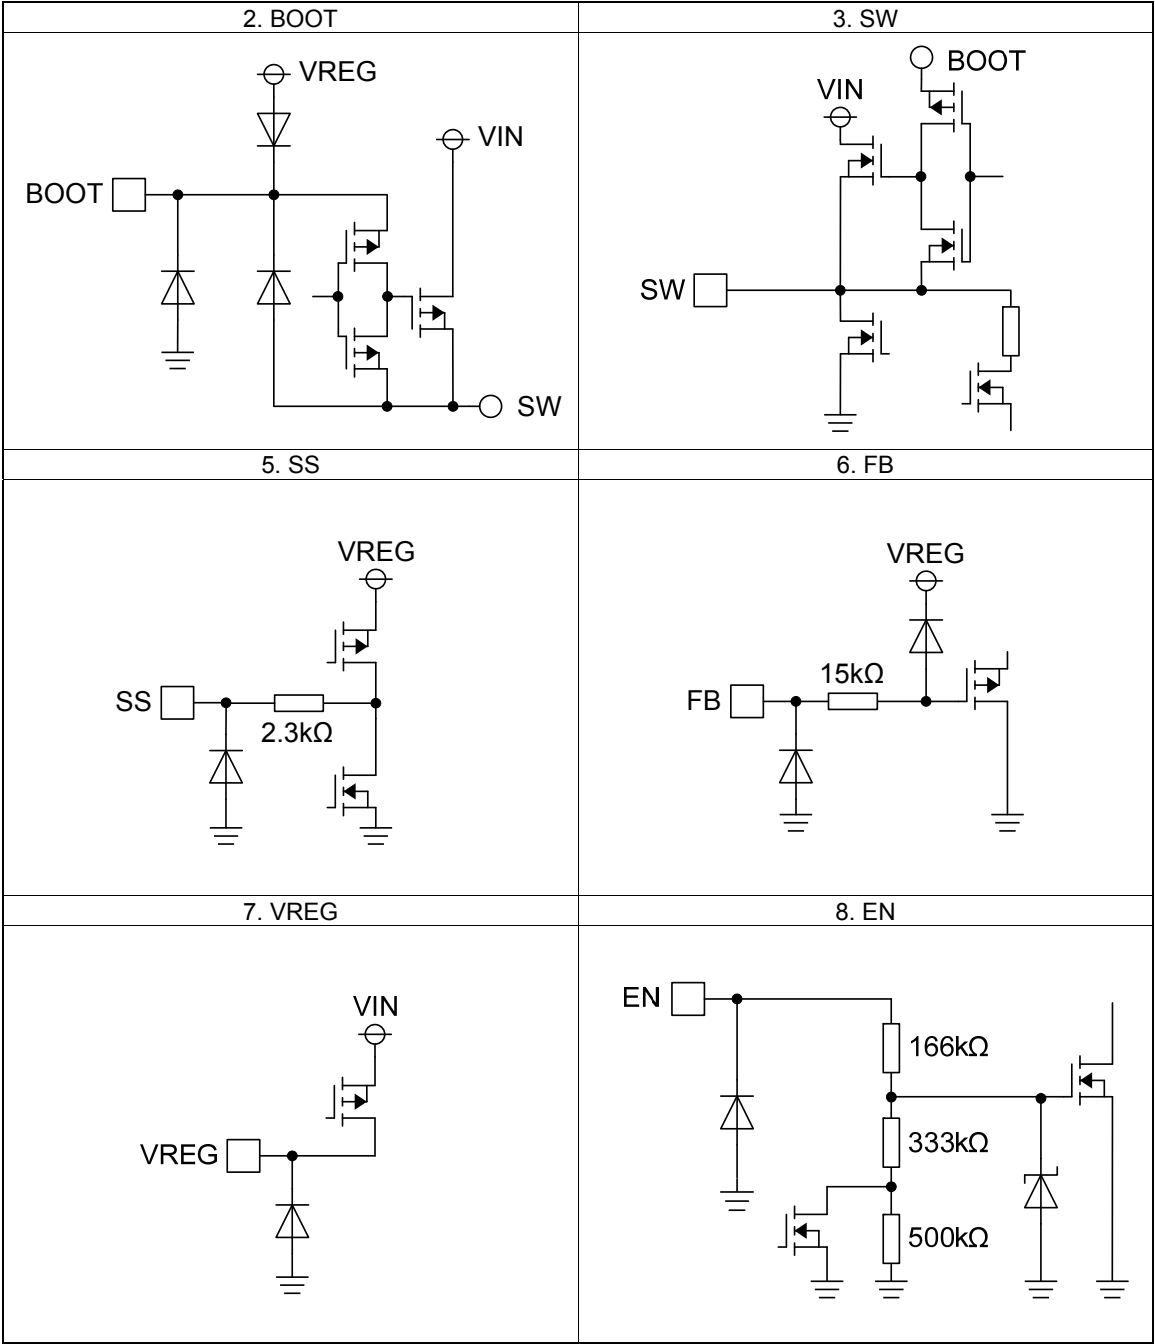 2. BOOT
3. SW
VREG
VIN
BOOT
SW
BOOT
VIN
SW
5. SS
6. FB
VREG
SS
2.3kΩ
VREG
15kΩ
FB
7. VREG
8. EN
VIN
VREG
EN
166kΩ
333kΩ
500kΩ